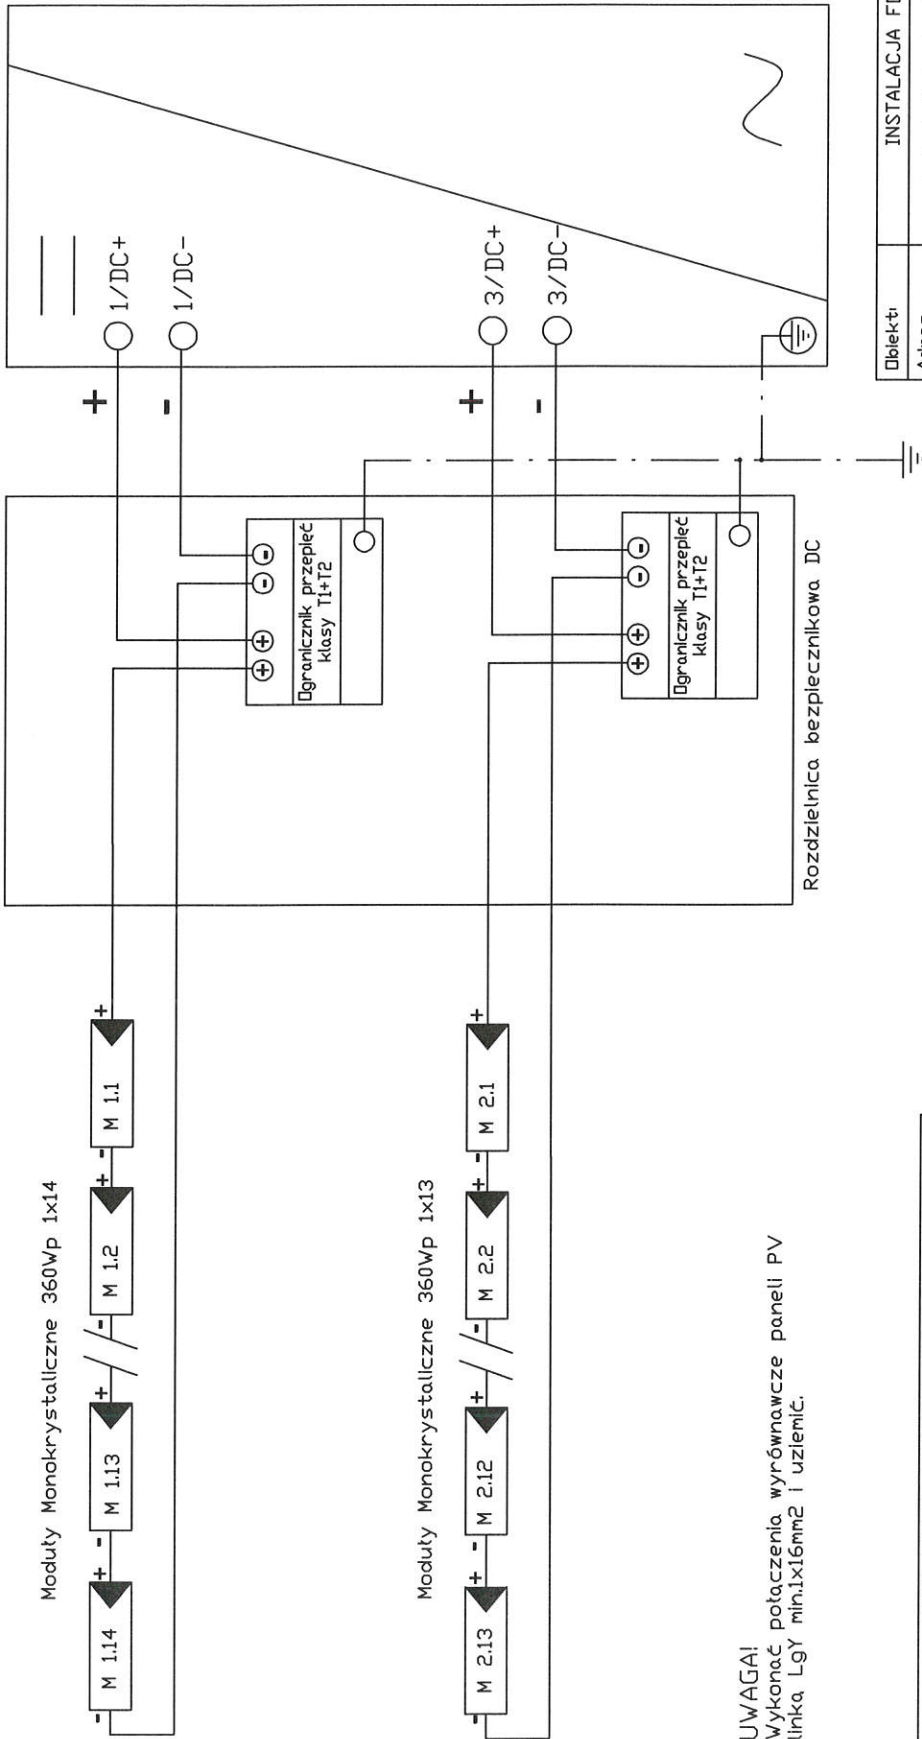 Moduły Monokrystaliczne 360Wp 1x14
- M 1.14 +
- M 1.13 +
- M 1.2 +
- M 1.1 +
+
-
1/DC+
1/DC-
Ogranicznik przepięć
klasy T1+T2
Moduły Monokrystaliczne 360Wp 1x13
- M 2.13 +
- M 2.12 +
- M 2.2 +
- M 2.1 +
+
-
3/DC+
3/DC-
Ogranicznik przepięć
klasy T1+T2
Rozdzielnica bezpiecznikowa DC
UWAGA!
Wykonać połączenia wyrównawcze paneli PV
linką LgY min.1x16mm2 i uziemić.
Obiekt:
INSTALACJA